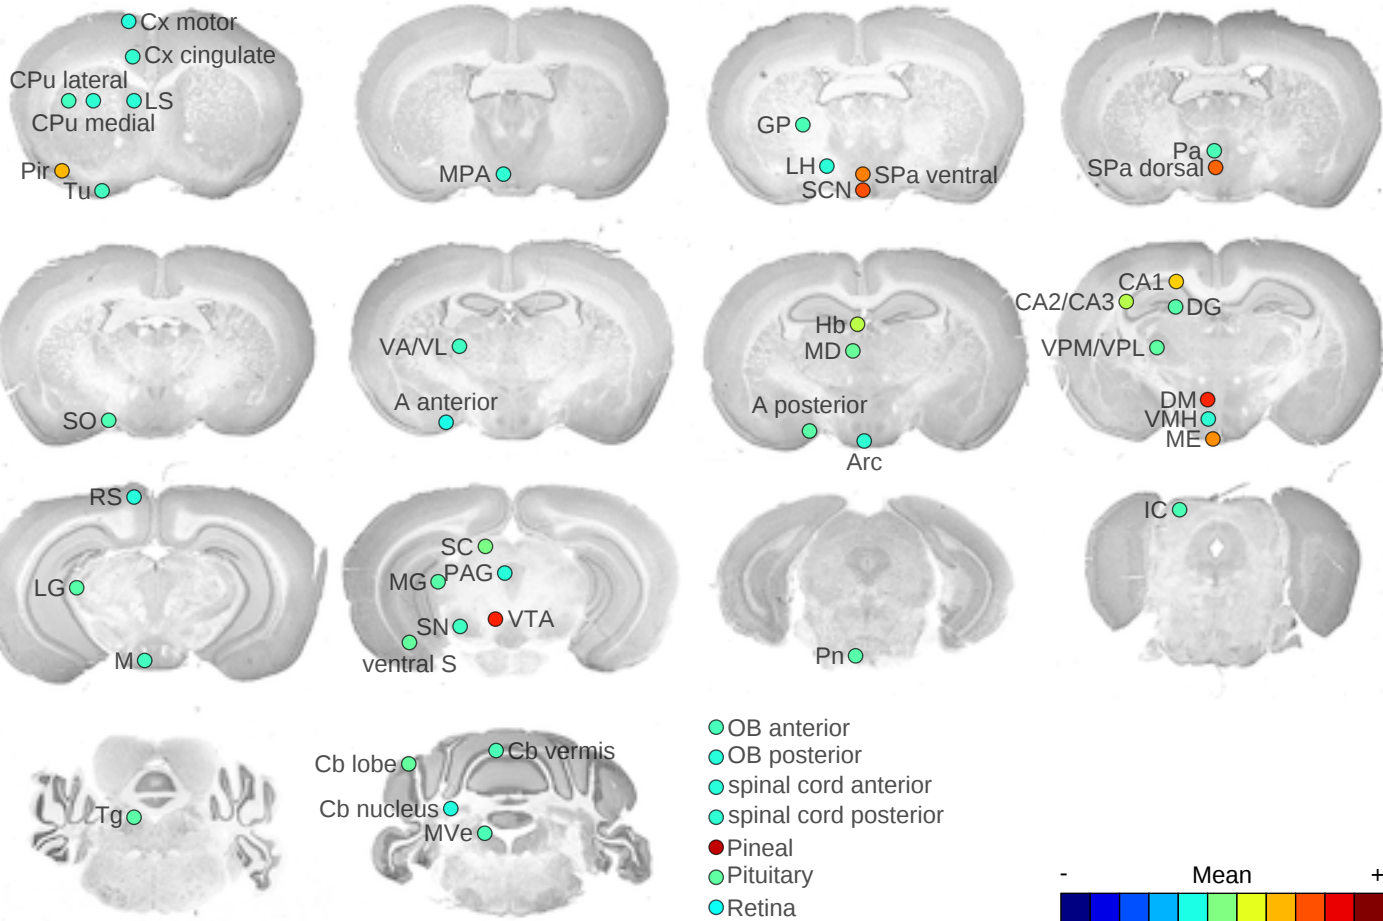 Cx motor
Cx cingulate
CPu lateral
LS
CPu medial
Pir
Tu
MPA
GP
LH
SPa ventral
SCN
Pa
SPa dorsal
SO
VA/VL
A anterior
Hb
MD
A posterior
Arc
CA1
CA2/CA3
DG
VPM/VPL
DM
VMH
ME
RS
LG
M
SC
MG
PAG
SN
VTA
ventral S
Pn
IC
Tg
Cb lobe
Cb vermis
Cb nucleus
MVe
OB anterior
OB posterior
spinal cord anterior
spinal cord posterior
Pineal
Pituitary
Retina
- Mean +